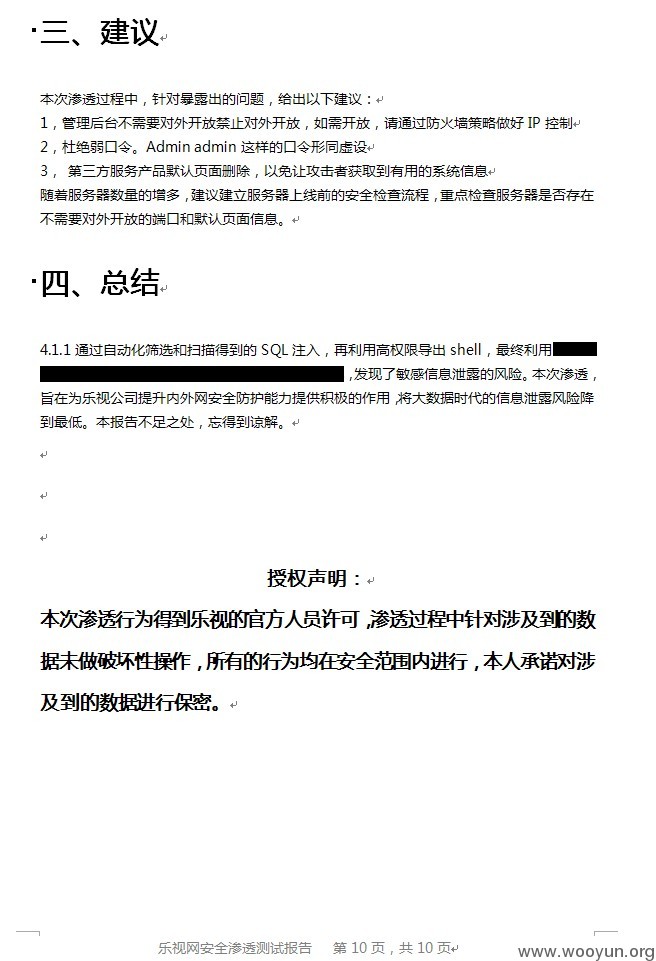 三、建议
本次渗透过程中，针对暴露出的问题，给出以下建议：
1，管理后台不需要对外开放禁止对外开放，如需开放，请通过防火墙策略做好 IP 控制
2，杜绝弱口令。Admin admin 这样的口令形同虚设
3， 第三方服务产品默认页面删除，以免让攻击者获取到有用的系统信息
随着服务器数量的增多，建议建立服务器上线前的安全检查流程，重点检查服务器是否存在
不需要对外开放的端口和默认页面信息。
四、总结
4.1.1 通过自动化筛选和扫描得到的 SQL 注入，再利用高权限导出 shell，最终利用
，发现了敏感信息泄露的风险。本次渗透，
旨在为乐视公司提升内外网安全防护能力提供积极的作用，将大数据时代的信息泄露风险降
到最低。本报告不足之处，忘得到谅解。
授权声明：
本次渗透行为得到乐视的官方人员许可，渗透过程中针对涉及到的数
据未做破坏性操作，所有的行为均在安全范围内进行，本人承诺对涉
及到的数据进行保密。
乐视网安全渗透测试报告 第 10 页，共 10 页
www.wooyun.org